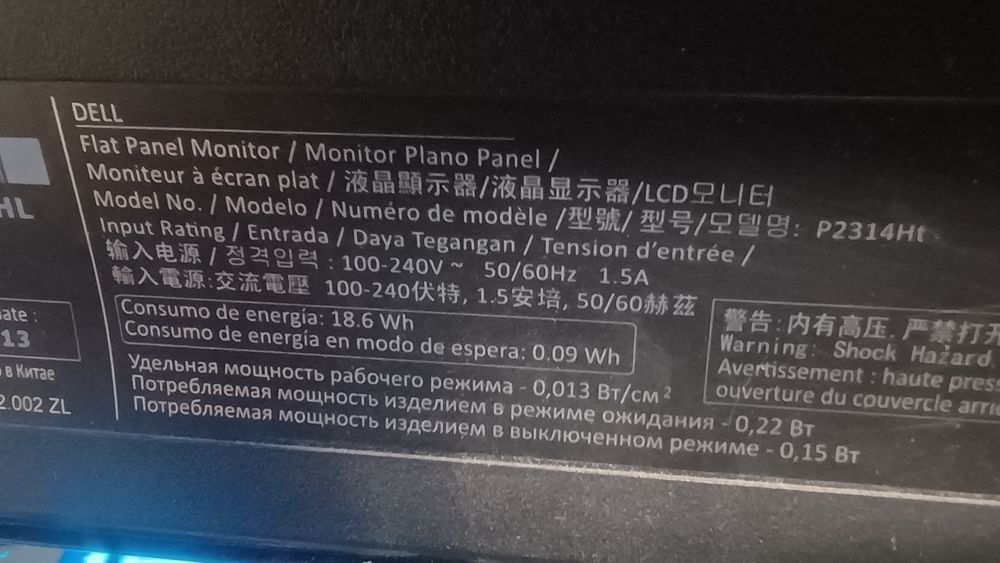 DELL
Flat Panel Monitor / Monitor Plano Panel /
Moniteur à écran plat / 液晶顯示器/液晶显示器/LCD모니터
Model No. / Modelo / Numéro de modèle /型號/ 型号/모델명: P2314Ht
Input Rating / Entrada / Daya Tegangan / Tension d'entrée /
输入电源 / 정격입력 : 100-240V ~ 50/60Hz 1.5A
輸入電源:交流電壓 100-240伏特, 1.5安培, 50/60赫茲
Consumo de energía: 18.6 Wh
Consumo de energía en modo de espera: 0.09 Wh
Удельная мощность рабочего режима - 0,013 Вт/см²
Потребляемая мощность изделием в режиме ожидания - 0,22 Вт
Потребляемая мощность изделием в выключенном режиме - 0,15 Вт
HL
ate :
13
в Китае
2.002 ZL
警告: 内有高压, 严禁打开
Warning: Shock Hazard.
Avertissement : haute press
ouverture du couvercle arri